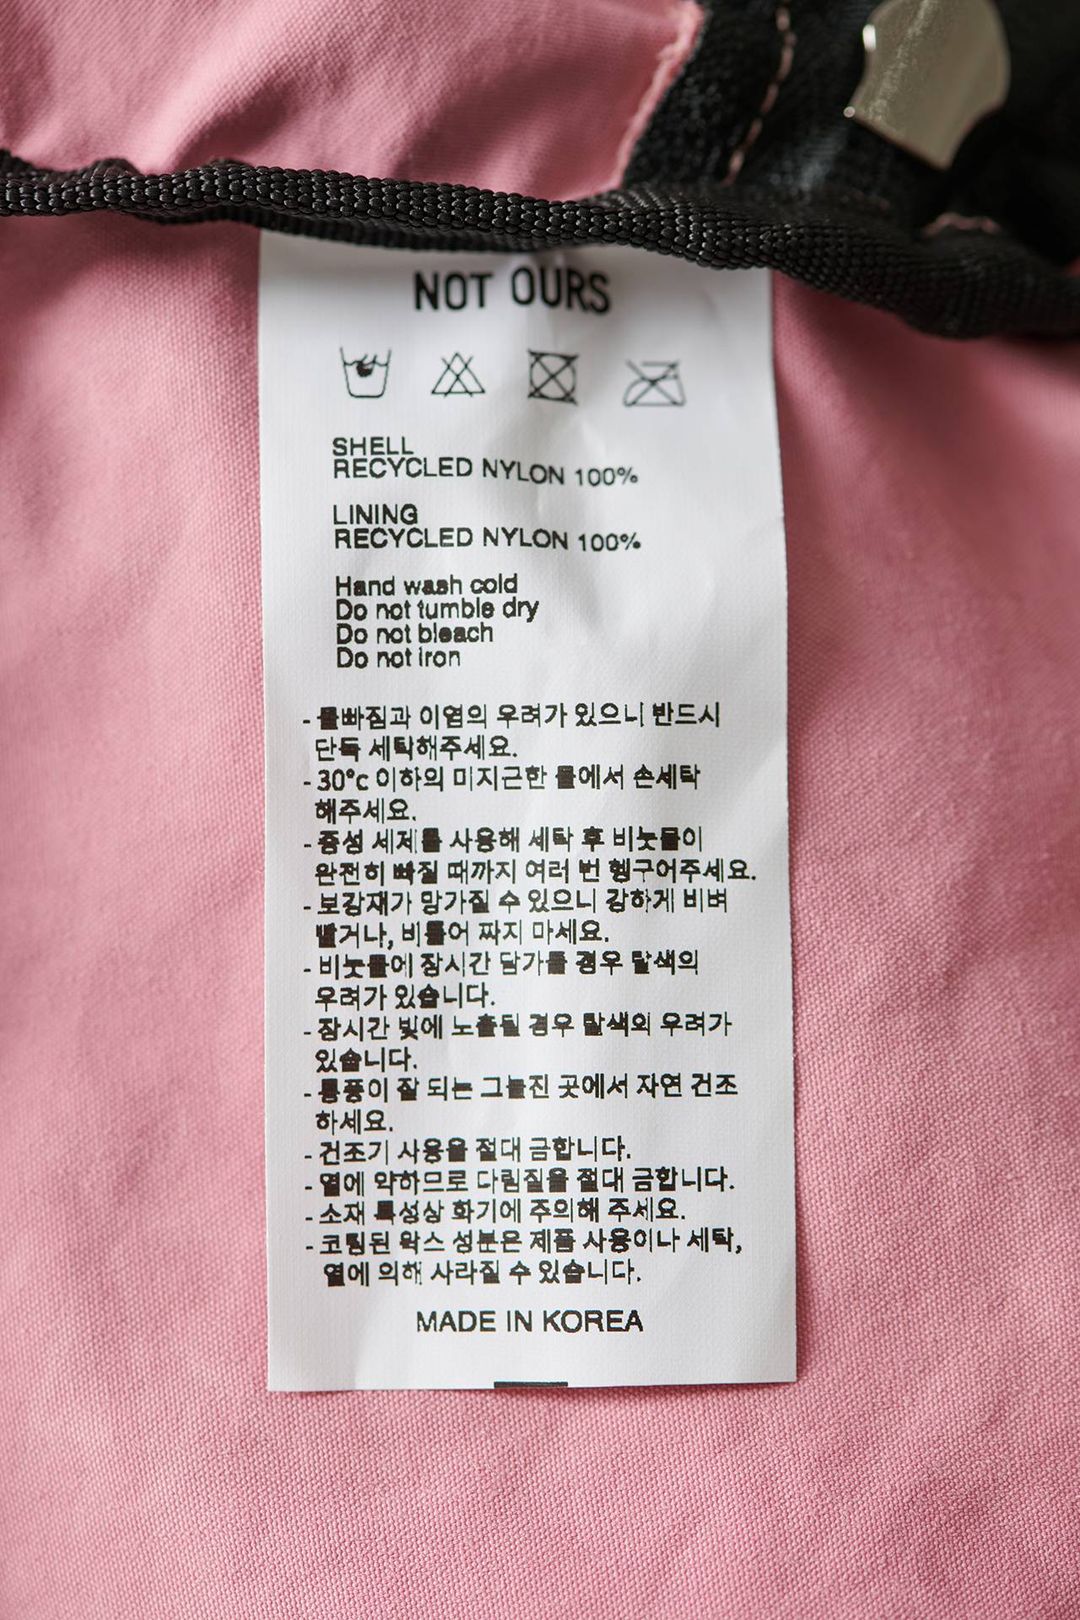 NOT OURS
SHELL
RECYCLED NYLON 100%
LINING
RECYCLED NYLON 100%
Hand wash cold
Do not tumble dry
Do not bleach
Do not iron
- 물빠짐과 이염의 우려가 있으니 반드시
단독 세탁해주세요.
- 30°c 이하의 미지근한 물에서 손세탁
해주세요.
- 중성 세제를 사용해 세탁 후 비눗물이
완전히 빠질 때까지 여러 번 헹구어주세요.
- 보강재가 망가질 수 있으니 강하게 비벼
빨거나, 비틀어 짜지 마세요.
- 비눗물에 장시간 담가둘 경우 탈색의
우려가 있습니다.
- 장시간 빛에 노출될 경우 탈색의 우려가
있습니다.
- 통풍이 잘 되는 그늘진 곳에서 자연 건조
하세요.
- 건조기 사용을 절대 금합니다.
- 열에 약하므로 다림질을 절대 금합니다.
- 소재 특성상 화기에 주의해 주세요.
- 코팅된 왁스 성분은 제품 사용이나 세탁,
열에 의해 사라질 수 있습니다.
MADE IN KOREA